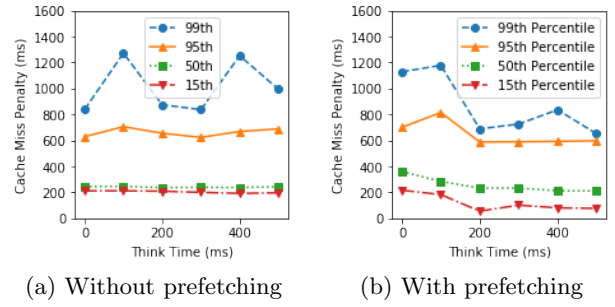 1600
1400
1200
1000
800
600
400
200
0
Cache Miss Penalty (ms)
99th
95th
50th
15th
0
200
400
Think Time (ms)
(a) Without prefetching
1600
1400
1200
1000
800
600
400
200
0
Cache Miss Penalty (ms)
99th Percentile
95th Percentile
50th Percentile
15th Percentile
0
200
400
Think Time (ms)
(b) With prefetching